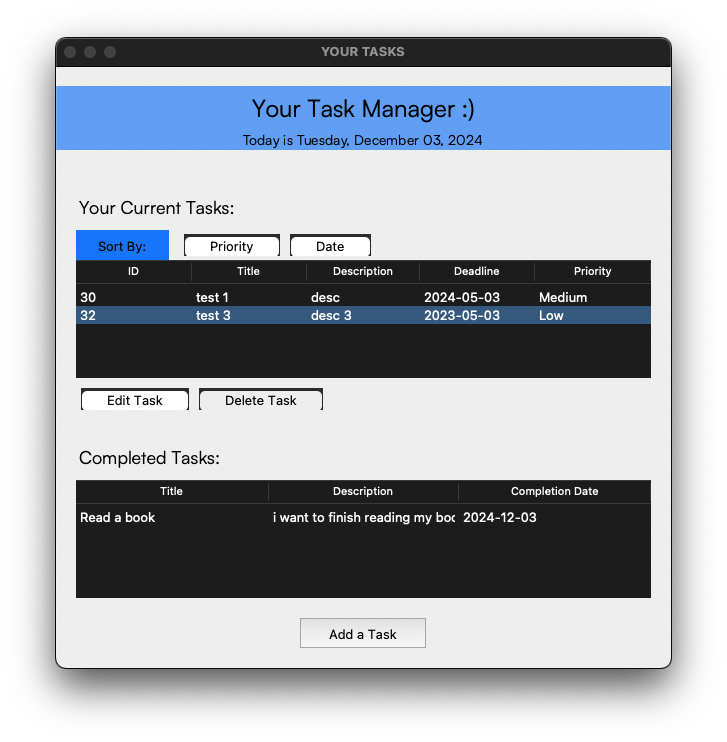 YOUR TASKS
Your Task Manager :)
Today is Tuesday, December 03, 2024
Your Current Tasks:
Sort By: Priority Date
ID Title Description Deadline Priority
30 test 1 desc 2024-05-03 Medium
32 test 3 desc 3 2023-05-03 Low
Edit Task Delete Task
Completed Tasks:
Title Description Completion Date
Read a book i want to finish reading my boo 2024-12-03
Add a Task